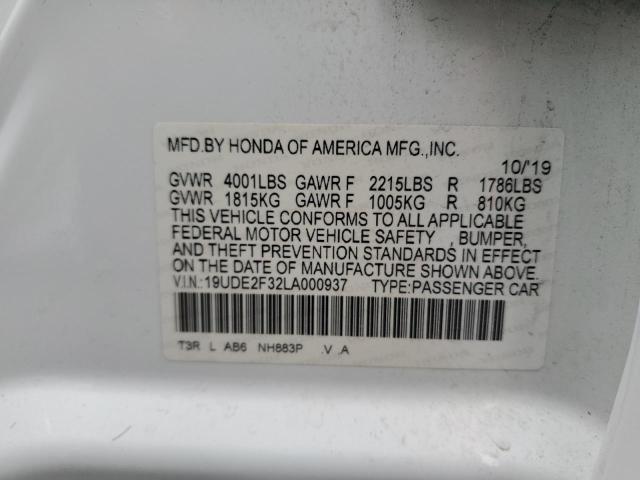 MFD.BY HONDA OF AMERICA MFG.,INC.
10/'19
GVWR 4001LBS GAWR F 2215LBS R 1786LBS
GVWR 1815KG GAWR F 1005KG R 810KG
THIS VEHICLE CONFORMS TO ALL APPLICABLE
FEDERAL MOTOR VEHICLE SAFETY , BUMPER,
AND THEFT PREVENTION STANDARDS IN EFFECT
ON THE DATE OF MANUFACTURE SHOWN ABOVE.
V.I.N.: 19UDE2F32LA000937 TYPE:PASSENGER CAR
T3R L AB6 NH883P .V .A